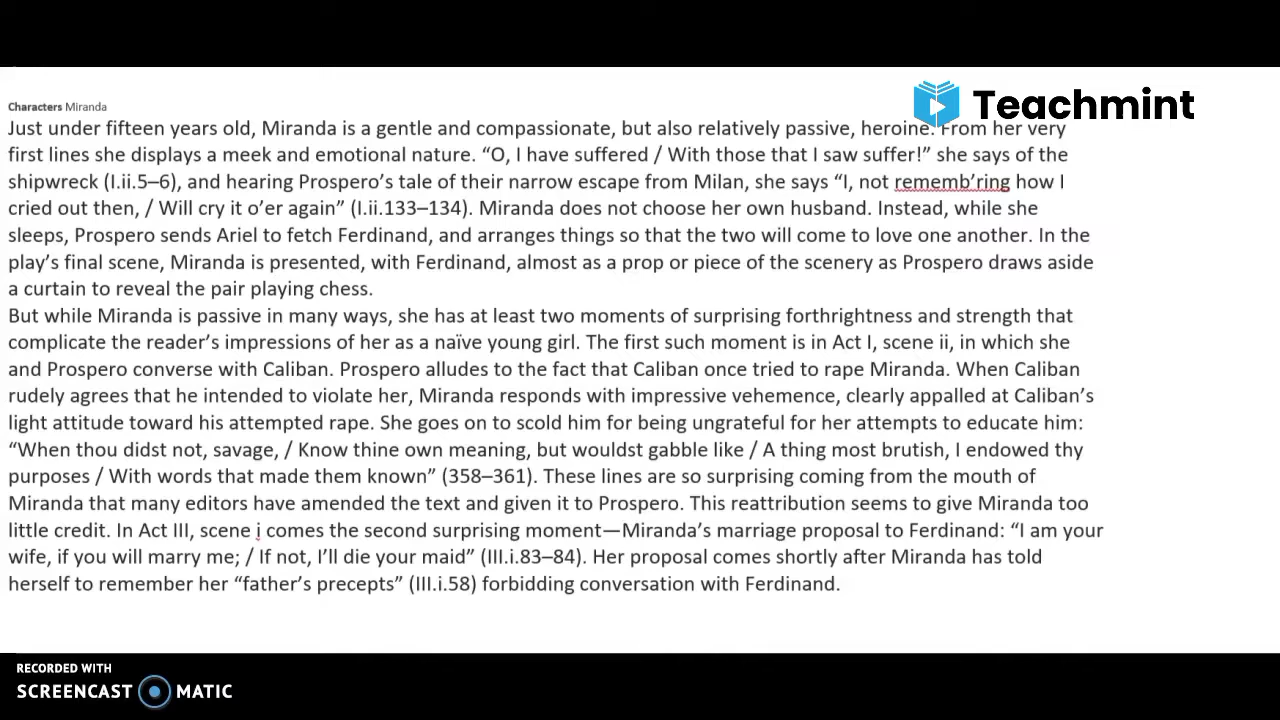 Teachmint
Characters Miranda
Just under fifteen years old, Miranda is a gentle and compassionate, but also relatively passive, heroine. From her very
first lines she displays a meek and emotional nature. “O, I have suffered / With those that I saw suffer!” she says of the
shipwreck (I.ii.5–6), and hearing Prospero’s tale of their narrow escape from Milan, she says “I, not rememb’ring how I
cried out then, / Will cry it o’er again” (I.ii.133–134). Miranda does not choose her own husband. Instead, while she
sleeps, Prospero sends Ariel to fetch Ferdinand, and arranges things so that the two will come to love one another. In the
play’s final scene, Miranda is presented, with Ferdinand, almost as a prop or piece of the scenery as Prospero draws aside
a curtain to reveal the pair playing chess.
But while Miranda is passive in many ways, she has at least two moments of surprising forthrightness and strength that
complicate the reader’s impressions of her as a naïve young girl. The first such moment is in Act I, scene ii, in which she
and Prospero converse with Caliban. Prospero alludes to the fact that Caliban once tried to rape Miranda. When Caliban
rudely agrees that he intended to violate her, Miranda responds with impressive vehemence, clearly appalled at Caliban’s
light attitude toward his attempted rape. She goes on to scold him for being ungrateful for her attempts to educate him:
“When thou didst not, savage, / Know thine own meaning, but wouldst gabble like / A thing most brutish, I endowed thy
purposes / With words that made them known” (358–361). These lines are so surprising coming from the mouth of
Miranda that many editors have amended the text and given it to Prospero. This reattribution seems to give Miranda too
little credit. In Act III, scene i comes the second surprising moment—Miranda’s marriage proposal to Ferdinand: “I am your
wife, if you will marry me; / If not, I’ll die your maid” (III.i.83–84). Her proposal comes shortly after Miranda has told
herself to remember her “father’s precepts” (III.i.58) forbidding conversation with Ferdinand.
RECORDED WITH
SCREENCAST MATIC